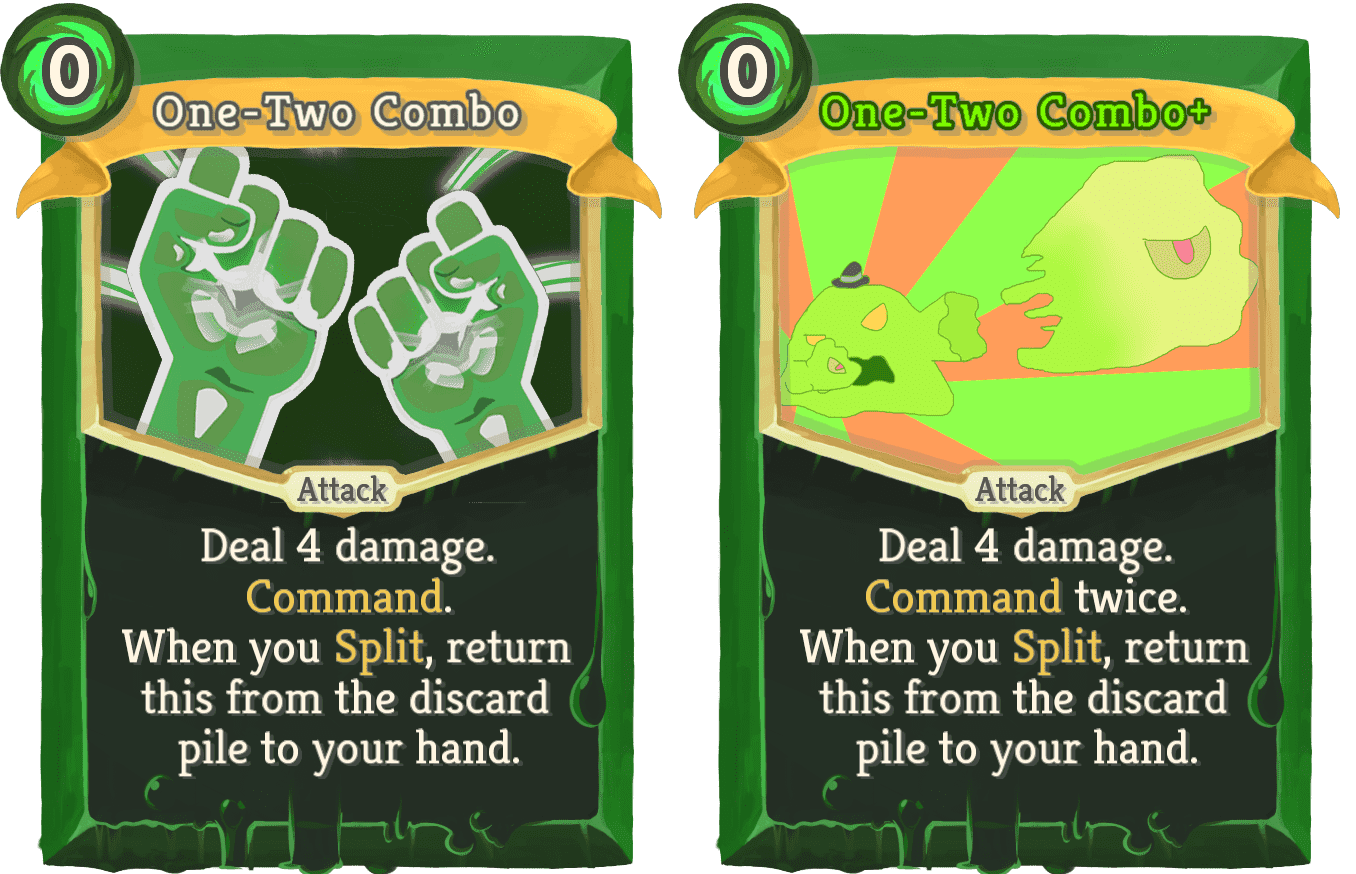 0
One-Two Combo
Attack
Deal 4 damage.
Command.
When you Split, return
this from the discard
pile to your hand.
0
One-Two Combo+
Attack
Deal 4 damage.
Command twice.
When you Split, return
this from the discard
pile to your hand.